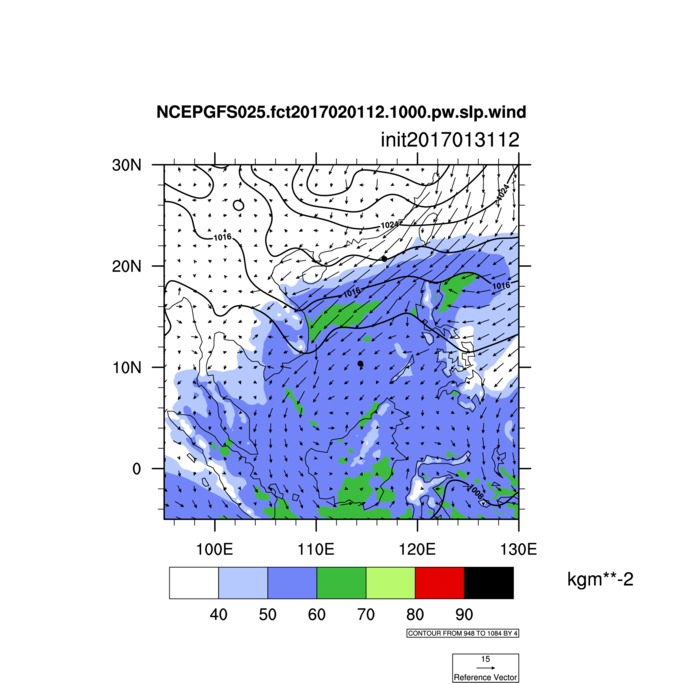 NCEPGFS025.fct2017020112.1000.pw.slp.wind
init2017013112
30N
20N
10N
0
1024
1024
1016
1016
1016
1008
100E
110E
120E
130E
kgm**-2
40
50
60
70
80
90
CONTOUR FROM 948 TO 1084 BY 4
15
Reference Vector